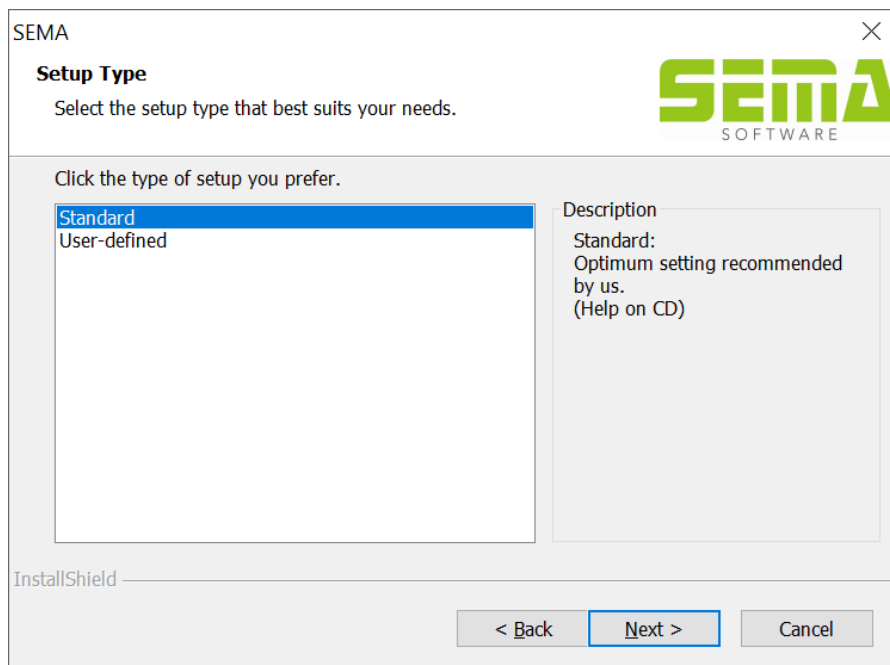 SEMA
Setup Type
Select the setup type that best suits your needs.
SEMA
SOFTWARE
Click the type of setup you prefer.
Standard
User-defined
Description
Standard:
Optimum setting recommended
by us.
(Help on CD)
InstallShield
< Back
Next >
Cancel